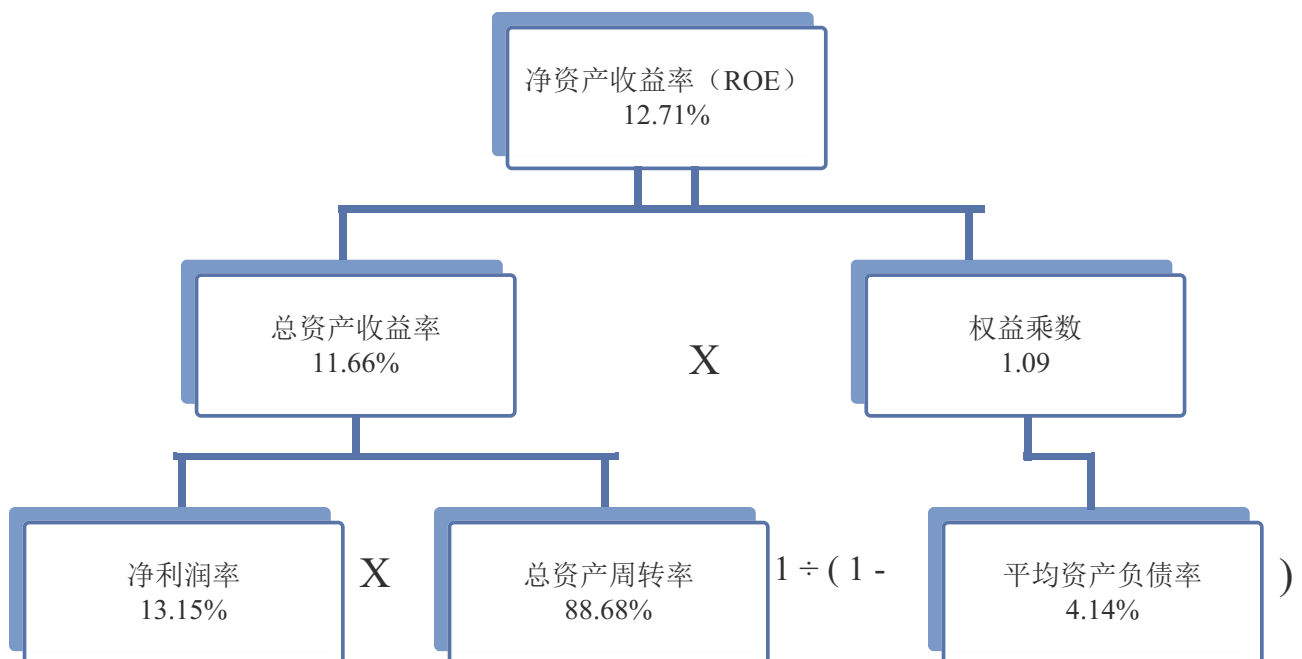 净资产收益率（ROE）
12.71%
总资产收益率
11.66%
X
权益乘数
1.09
净利润率
13.15%
X
总资产周转率
88.68%
1 ÷ ( 1 -
平均资产负债率
4.14%
)